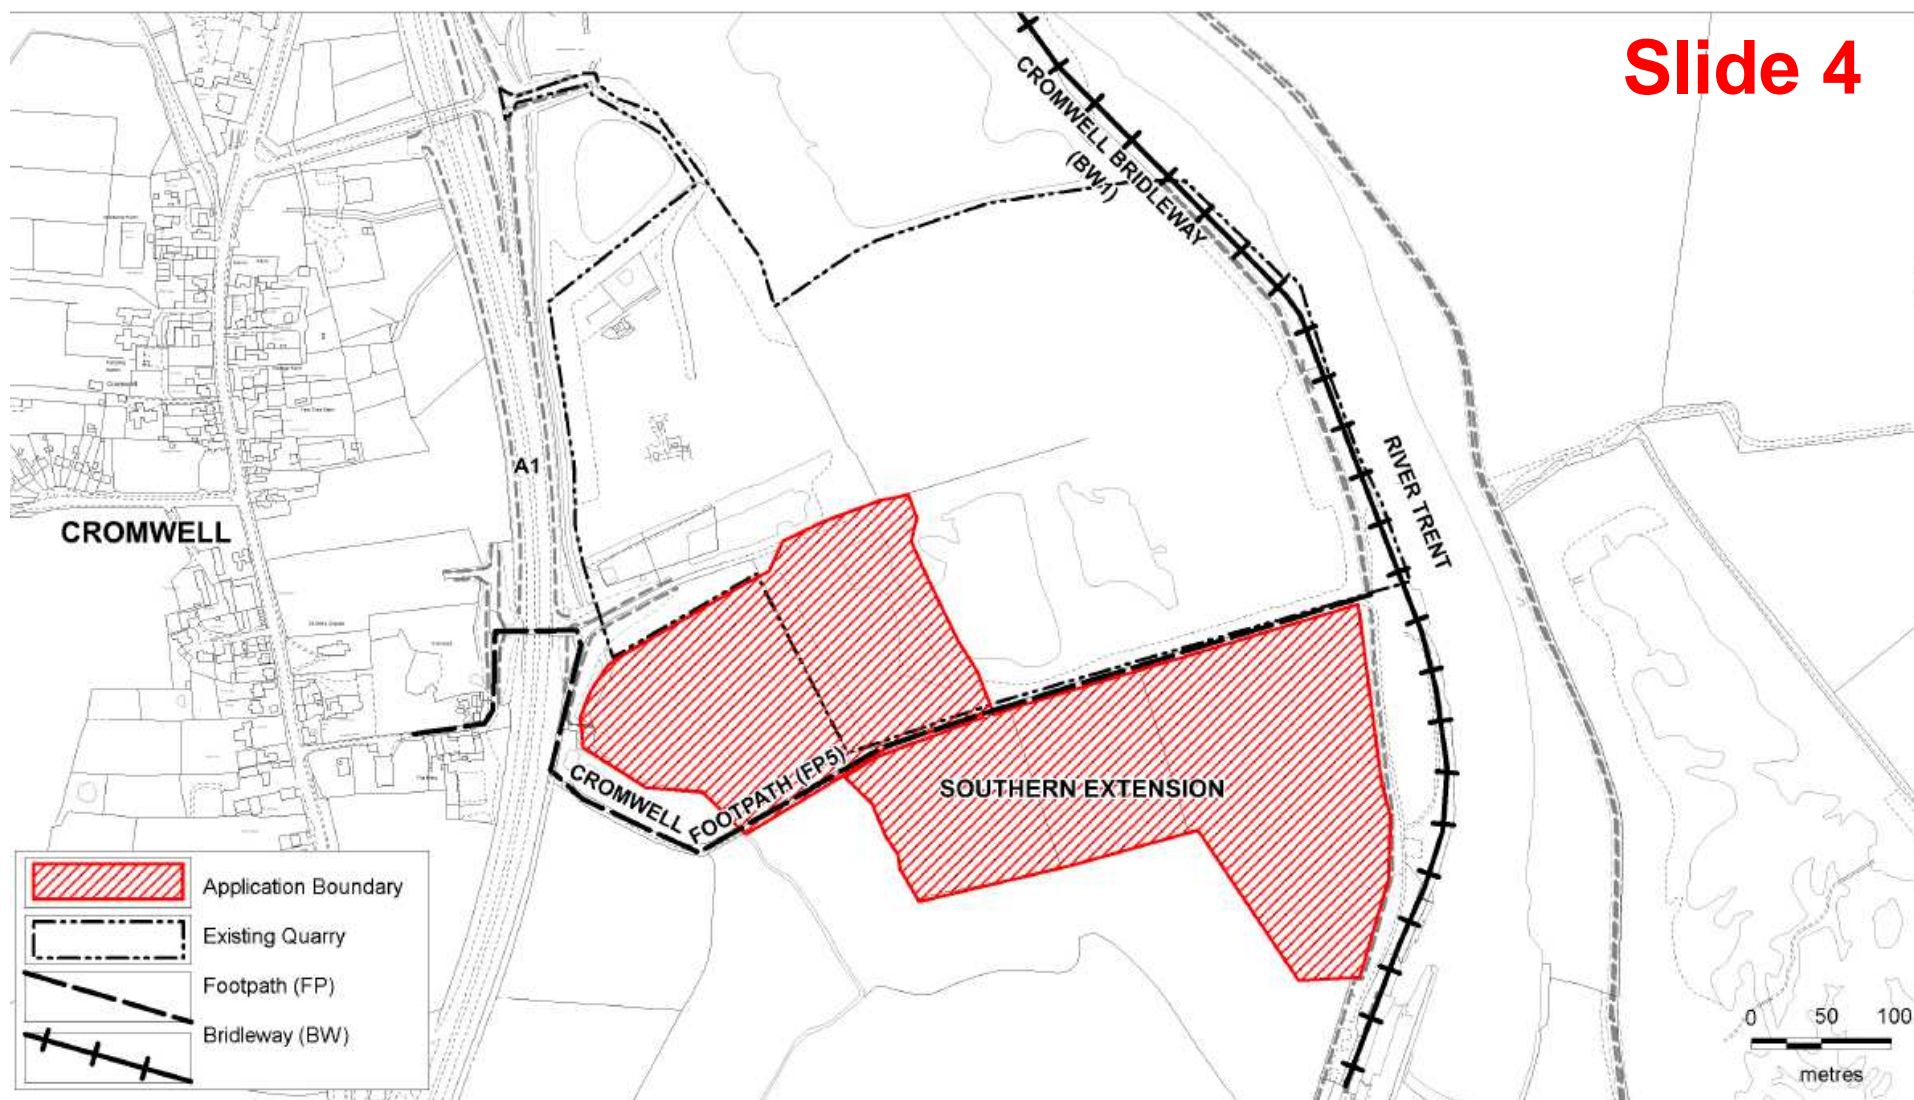 Slide 4
CROMWELL BRIDLEWAY
(BW1)
A1
RIVER TRENT
CROMWELL
CROMWELL
FOOTPATH (FP5)
SOUTHERN EXTENSION
Application Boundary
Existing Quarry
Footpath (FP)
Bridleway (BW)
0 50 100
metres